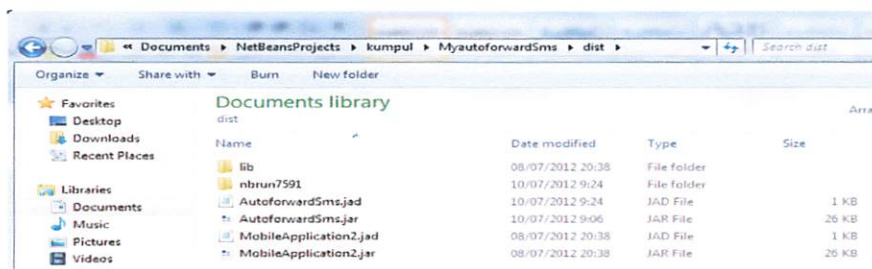 « Documents ▸ NetBeansProjects ▸ kumpul ▸ MyautoforwardSms ▸ dist ▸ Search dist
Organize Share with Burn New folder
Favorites
Desktop
Downloads
Recent Places
Libraries
Documents
Music
Pictures
Videos
Documents library
dist
Arra
Name Date modified Type Size
lib 08/07/2012 20:38 File folder
nbrun7591 10/07/2012 9:24 File folder
AutoforwardSms.jad 10/07/2012 9:24 JAD File 1 KB
AutoforwardSms.jar 10/07/2012 9:06 JAR File 26 KB
MobileApplication2.jad 08/07/2012 20:38 JAD File 1 KB
MobileApplication2.jar 08/07/2012 20:38 JAR File 26 KB